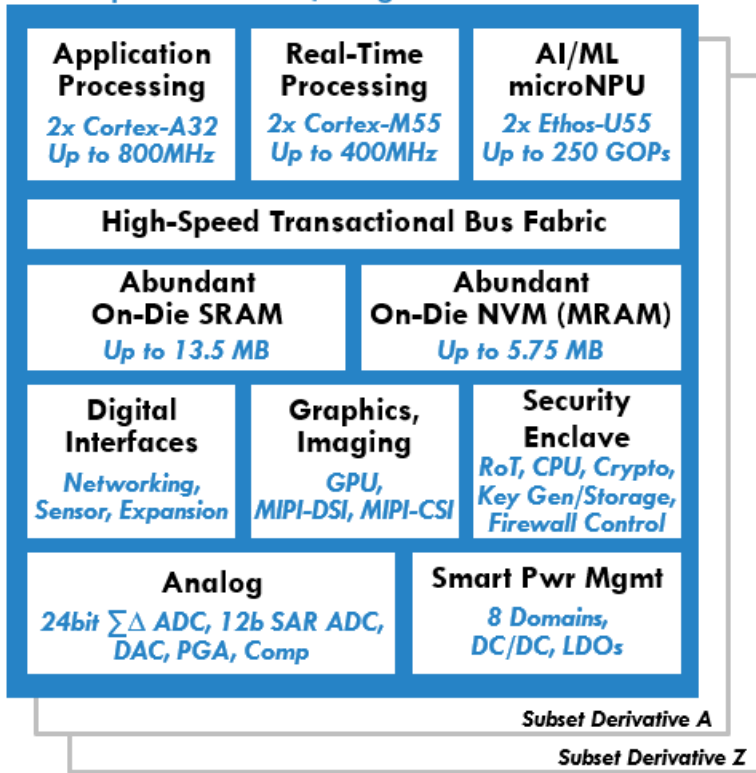 Application
Processing
2x Cortex-A32
Up to 800MHz
Real-Time
Processing
2x Cortex-M55
Up to 400MHz
AI/ML
microNPU
2x Ethos-U55
Up to 250 GOPs
High-Speed Transactional Bus Fabric
Abundant
On-Die SRAM
Up to 13.5 MB
Abundant
On-Die NVM (MRAM)
Up to 5.75 MB
Digital
Interfaces
Networking,
Sensor, Expansion
Graphics,
Imaging
GPU,
MIPI-DSI, MIPI-CSI
Security
Enclave
RoT, CPU, Crypto,
Key Gen/Storage,
Firewall Control
Analog
24bit ∑∆ ADC, 12b SAR ADC,
DAC, PGA, Comp
Smart Pwr Mgmt
8 Domains,
DC/DC, LDOs
Subset Derivative A
Subset Derivative Z